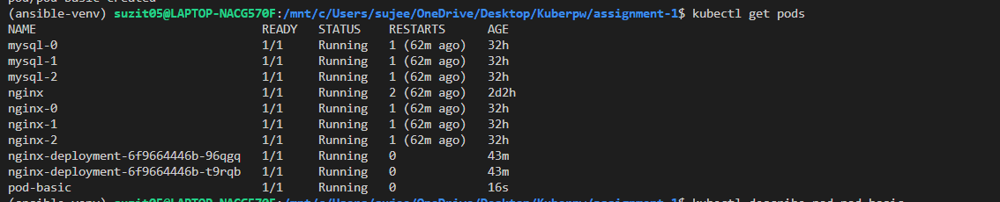 pod/pod-basic created
(ansible-venv) suzit05@LAPTOP-NACG570F:/mnt/c/Users/sujee/OneDrive/Desktop/Kuberpw/assignment-1$ kubectl get pods
NAME READY STATUS RESTARTS AGE
mysql-0 1/1 Running 1 (62m ago) 32h
mysql-1 1/1 Running 1 (62m ago) 32h
mysql-2 1/1 Running 1 (62m ago) 32h
nginx 1/1 Running 2 (62m ago) 2d2h
nginx-0 1/1 Running 1 (62m ago) 32h
nginx-1 1/1 Running 1 (62m ago) 32h
nginx-2 1/1 Running 1 (62m ago) 32h
nginx-deployment-6f9664446b-96qgq 1/1 Running 0 43m
nginx-deployment-6f9664446b-t9rqb 1/1 Running 0 43m
pod-basic 1/1 Running 0 16s
(ansible-venv) suzit05@LAPTOP-NACG570F:/mnt/c/Users/sujee/OneDrive/Desktop/Kuberpw/assignment-1$ kubectl describe pod pod-basic